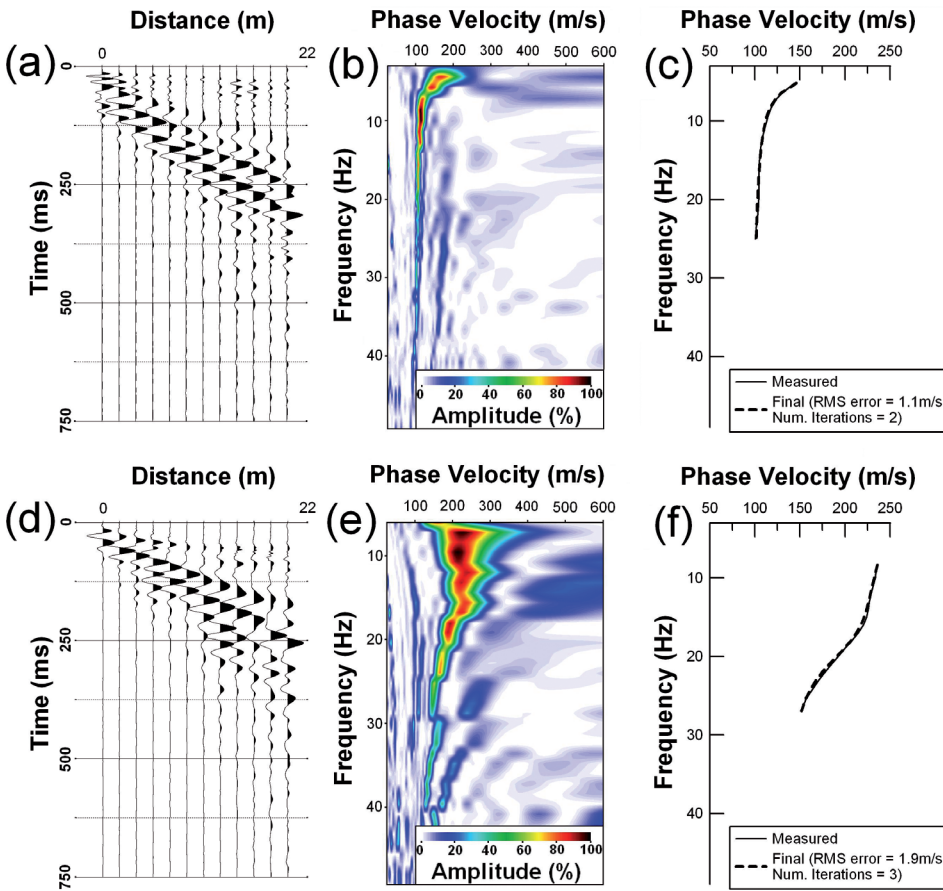 Distance (m)
Phase Velocity (m/s)
Phase Velocity (m/s)
(a)
0
22
0
250
500
750
Time (ms)
(b)
100 200 300 400 500 600
10
20
30
40
Frequency (Hz)
0 20 40 60 80 100
Amplitude (%)
(c)
50 100 150 200 250
10
20
30
40
Frequency (Hz)
Measured
Final (RMS error = 1.1m/s
Num. Iterations = 2)
Distance (m)
Phase Velocity (m/s)
Phase Velocity (m/s)
(d)
0
22
0
250
500
750
Time (ms)
(e)
100 200 300 400 500 600
10
20
30
40
Frequency (Hz)
0 20 40 60 80 100
Amplitude (%)
(f)
50 100 150 200 250
10
20
30
40
Frequency (Hz)
Measured
Final (RMS error = 1.9m/s
Num. Iterations = 3)